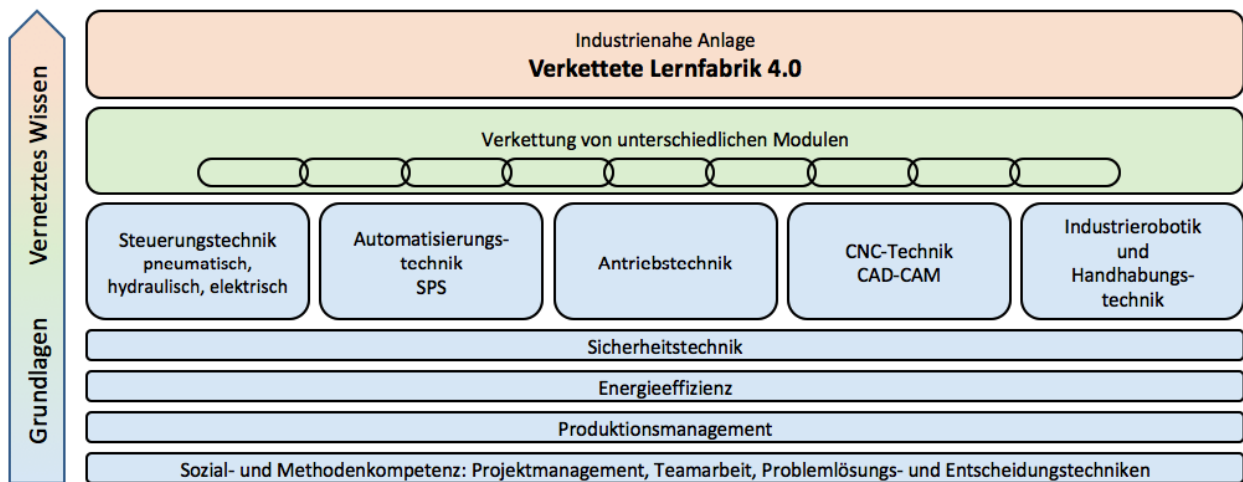 Vernetztes Wissen
Grundlagen
Industrienahe Anlage
Verkettete Lernfabrik 4.0
Verkettung von unterschiedlichen Modulen
Steuerungstechnik
pneumatisch,
hydraulisch, elektrisch
Automatisierungs-
technik
SPS
Antriebstechnik
CNC-Technik
CAD-CAM
Industrierobotik
und
Handhabungs-
technik
Sicherheitstechnik
Energieeffizienz
Produktionsmanagement
Sozial- und Methodenkompetenz: Projektmanagement, Teamarbeit, Problemlösungs- und Entscheidungstechniken